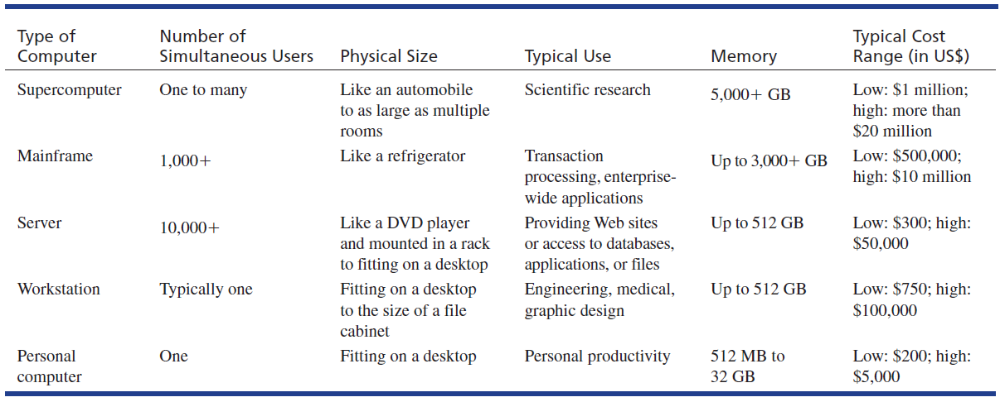 Type of Computer
Number of Simultaneous Users
Physical Size
Typical Use
Memory
Typical Cost Range (in US$)
Supercomputer
One to many
Like an automobile
to as large as multiple
rooms
Scientific research
5,000+ GB
Low: $1 million;
high: more than
$20 million
Mainframe
1,000+
Like a refrigerator
Transaction
processing, enterprise-
wide applications
Up to 3,000+ GB
Low: $500,000;
high: $10 million
Server
10,000+
Like a DVD player
and mounted in a rack
to fitting on a desktop
Providing Web sites
or access to databases,
applications, or files
Up to 512 GB
Low: $300; high:
$50,000
Workstation
Typically one
Fitting on a desktop
to the size of a file
cabinet
Engineering, medical,
graphic design
Up to 512 GB
Low: $750; high:
$100,000
Personal
computer
One
Fitting on a desktop
Personal productivity
512 MB to
32 GB
Low: $200; high:
$5,000